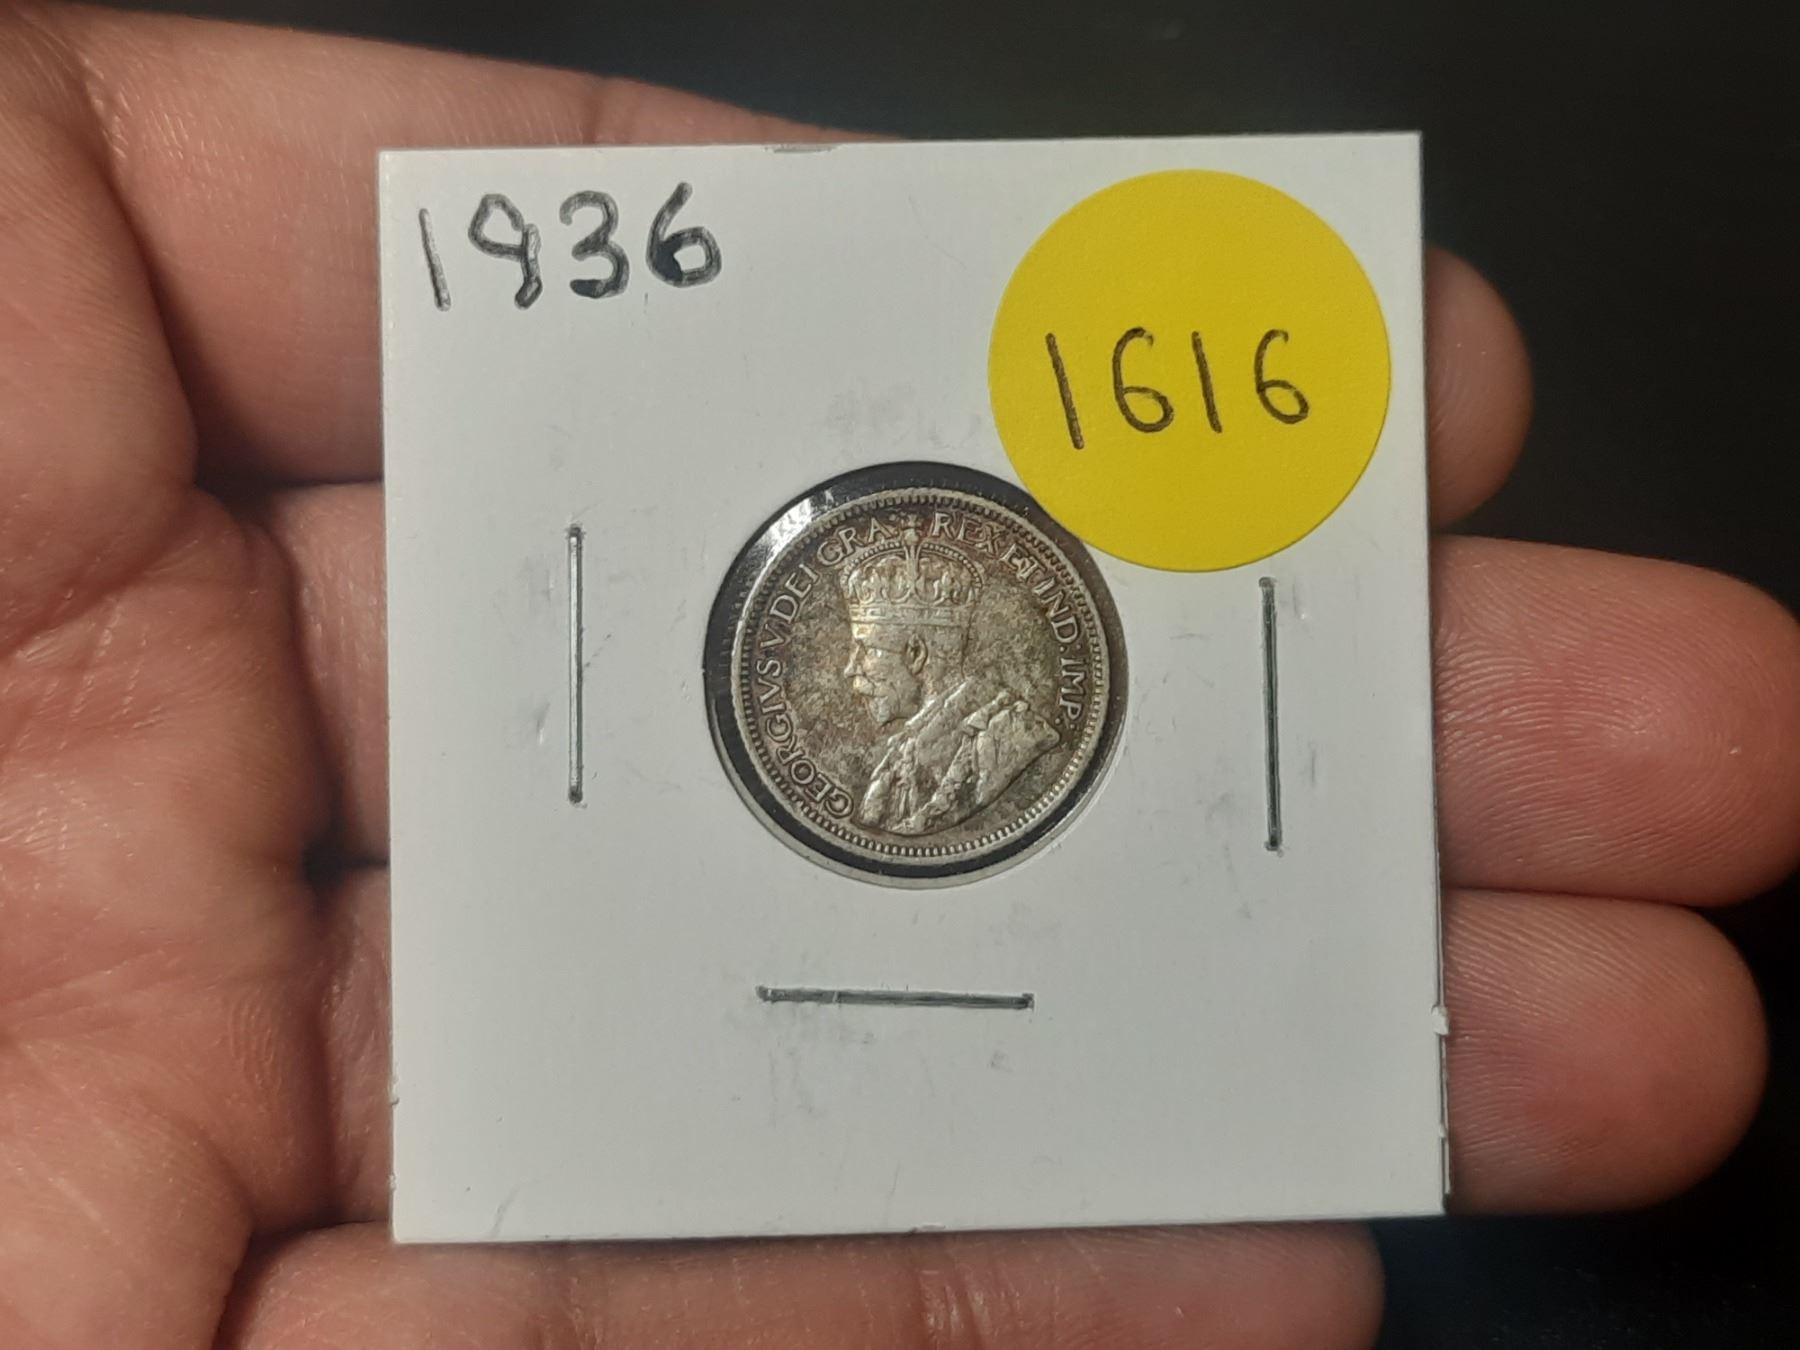 1936
1616
GEORGIVS V DEI GRA: REX ET IND: IMP: